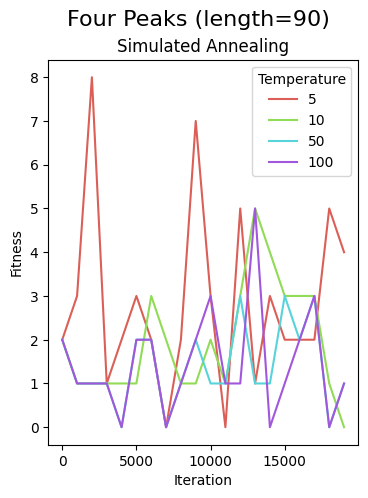 Four Peaks (length=90)
Simulated Annealing
Temperature
5
10
50
100
8
7
6
5
4
3
2
1
0
Fitness
0 5000 10000 15000
Iteration